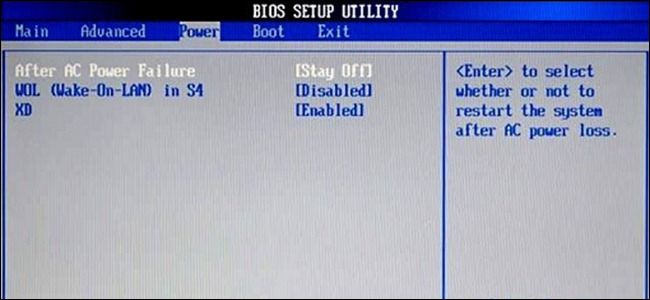 BIOS SETUP UTILITY
Main Advanced Power Boot Exit
After AC Power Failure [Stay Off]
WOL (Wake-On-LAN) in S4 [Disabled]
XD [Enabled]
<Enter> to select
whether or not to
restart the system
after AC power loss.